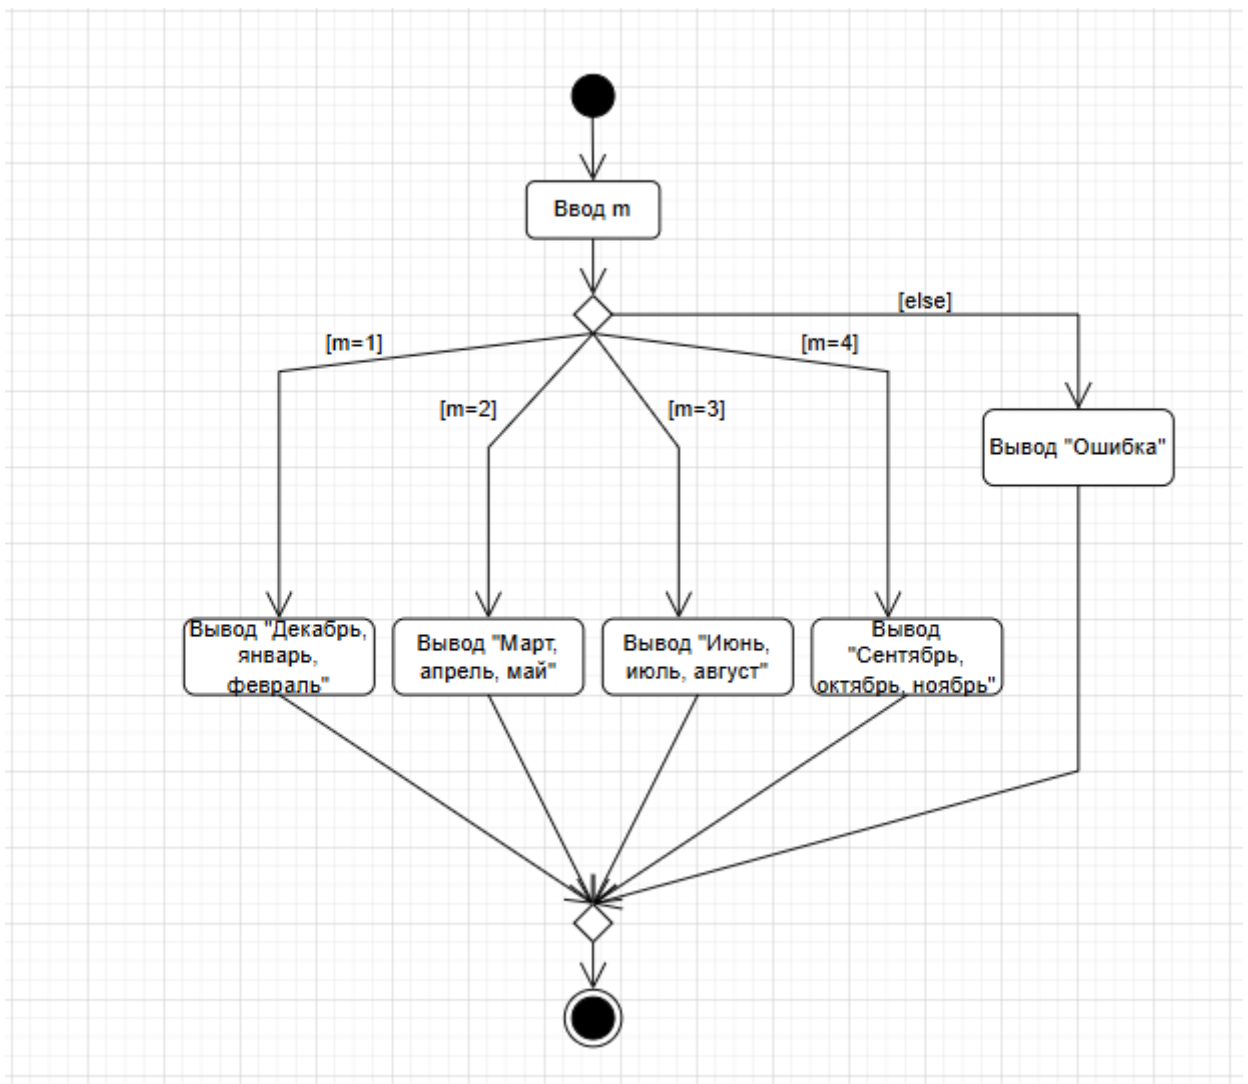 Ввод m
[else]
[m=1]
[m=4]
[m=2]
[m=3]
Вывод "Ошибка"
Вывод "Декабрь,
январь,
февраль"
Вывод "Март,
апрель, май"
Вывод "Июнь,
июль, август"
Вывод
"Сентябрь,
октябрь, ноябрь"